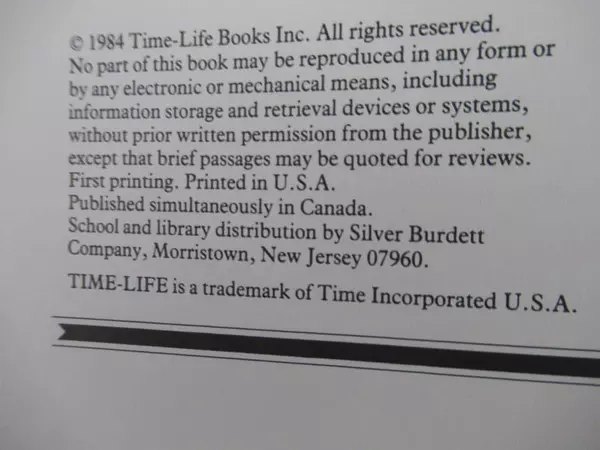 © 1984 Time-Life Books Inc. All rights reserved.
No part of this book may be reproduced in any form or
by any electronic or mechanical means, including
information storage and retrieval devices or systems,
without prior written permission from the publisher,
except that brief passages may be quoted for reviews.
First printing. Printed in U.S.A.
Published simultaneously in Canada.
School and library distribution by Silver Burdett
Company, Morristown, New Jersey 07960.
TIME-LIFE is a trademark of Time Incorporated U.S.A.